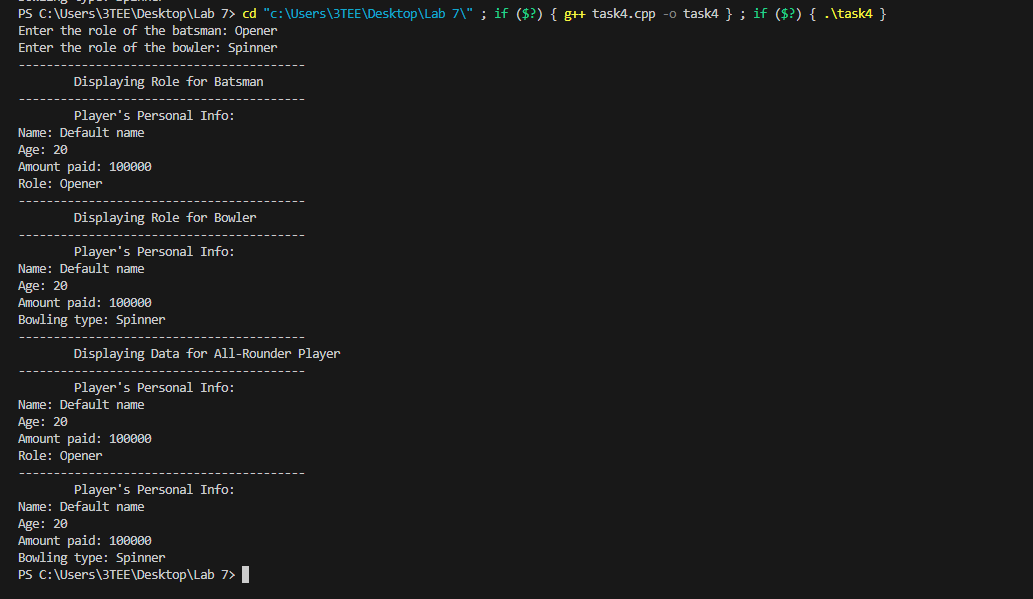 PS C:\Users\3TEE\Desktop\Lab 7> cd "c:\Users\3TEE\Desktop\Lab 7\" ; if ($?) { g++ task4.cpp -o task4 } ; if ($?) { .\task4 }
Enter the role of the batsman: Opener
Enter the role of the bowler: Spinner
-----------------------------------------
Displaying Role for Batsman
-----------------------------------------
Player's Personal Info:
Name: Default name
Age: 20
Amount paid: 100000
Role: Opener
-----------------------------------------
Displaying Role for Bowler
-----------------------------------------
Player's Personal Info:
Name: Default name
Age: 20
Amount paid: 100000
Bowling type: Spinner
-----------------------------------------
Displaying Data for All-Rounder Player
-----------------------------------------
Player's Personal Info:
Name: Default name
Age: 20
Amount paid: 100000
Role: Opener
-----------------------------------------
Player's Personal Info:
Name: Default name
Age: 20
Amount paid: 100000
Bowling type: Spinner
PS C:\Users\3TEE\Desktop\Lab 7>